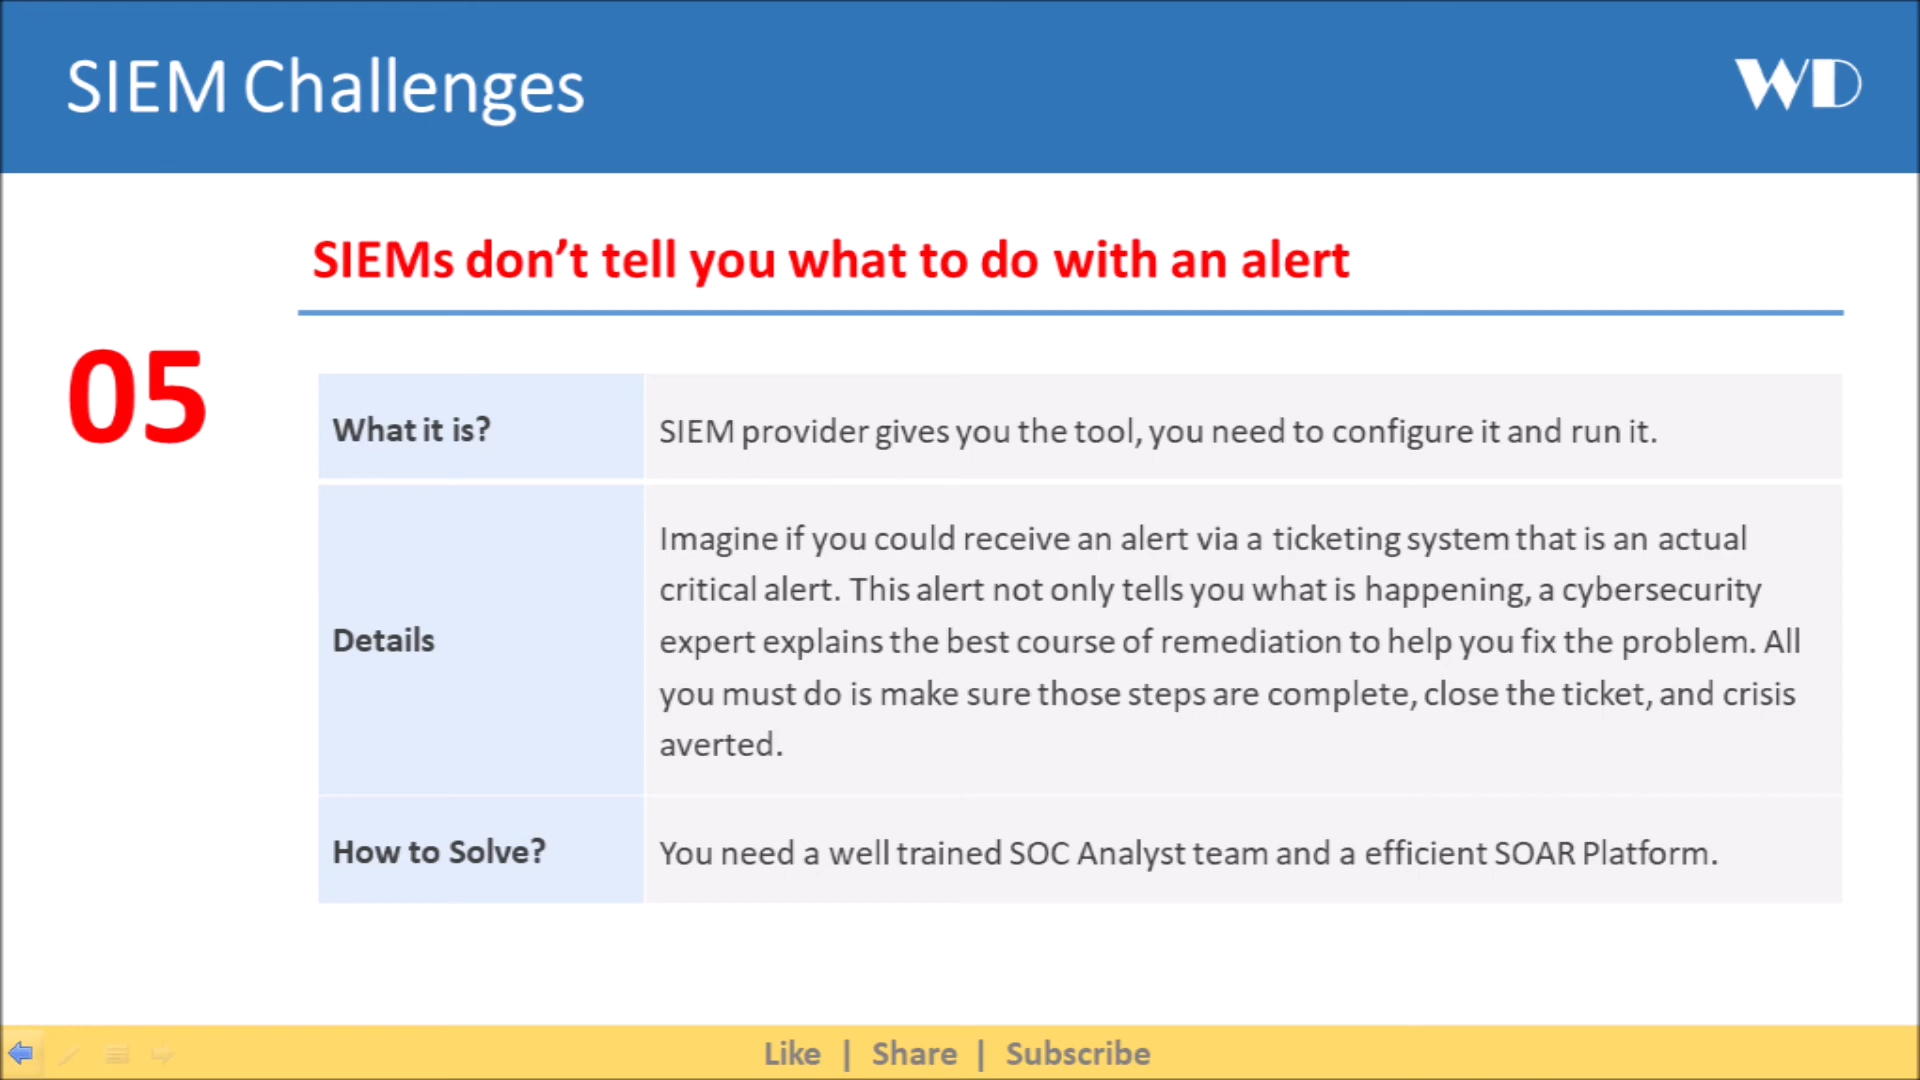 SIEM Challenges
WD
SIEMs don’t tell you what to do with an alert
05
What it is?
SIEM provider gives you the tool, you need to configure it and run it.
Details
Imagine if you could receive an alert via a ticketing system that is an actual
critical alert. This alert not only tells you what is happening, a cybersecurity
expert explains the best course of remediation to help you fix the problem. All
you must do is make sure those steps are complete, close the ticket, and crisis
averted.
How to Solve?
You need a well trained SOC Analyst team and a efficient SOAR Platform.
Like | Share | Subscribe